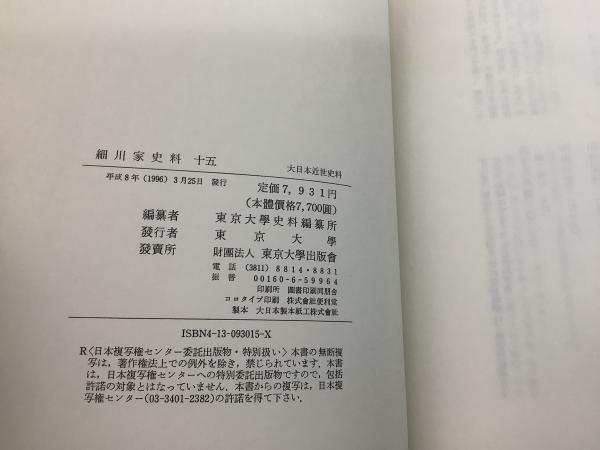 細川家史料 十五
大日本近世史料
平成8年(1996)3月25日 發行
定価7,931円
(本體價格7,700圓)
編纂者 東京大學史料編纂所
發行者 東京大學
發賣所 財團法人 東京大學出版會
電話 (3811) 8814・8831
振替 00160-6-59964
印刷所 圖書印刷同朋舎
コロタイプ印刷 株式會社便利堂
製本 大日本製本紙工株式會社
ISBN4-13-093015-X
R〈日本複写権センター委託出版物・特別扱い〉本書の無断複
写は,著作権法上での例外を除き,禁じられています.本書
は,日本複写権センターへの特別委託出版物ですので,包括
許諾の対象とはなっていません.本書からの複写は,日本複
写権センター(03-3401-2382)の許諾を得て下さい.